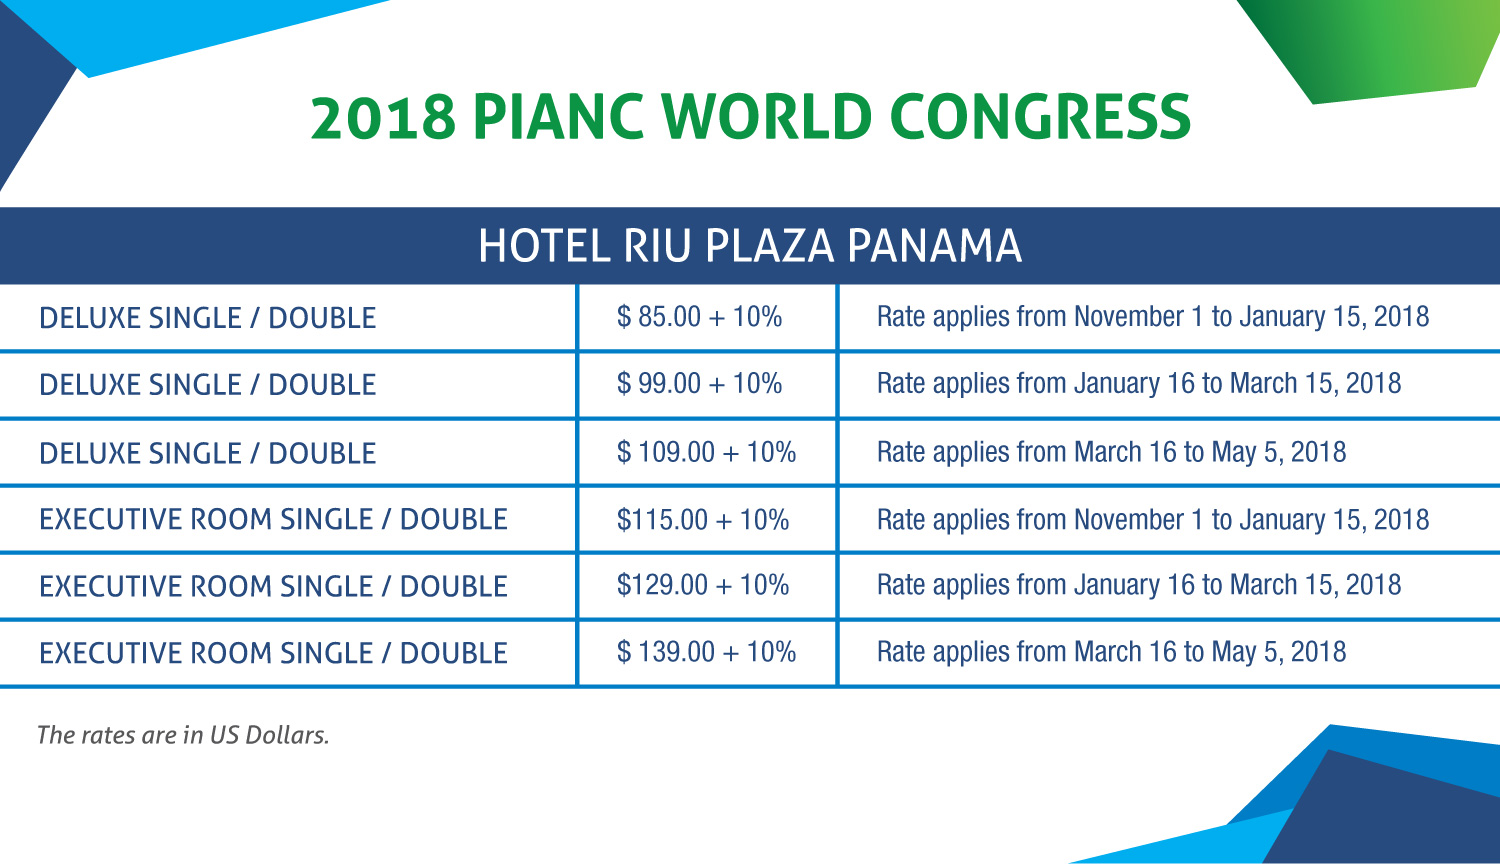 2018 PIANC WORLD CONGRESS
HOTEL RIU PLAZA PANAMA
DELUXE SINGLE / DOUBLE $ 85.00 + 10% Rate applies from November 1 to January 15, 2018
DELUXE SINGLE / DOUBLE $ 99.00 + 10% Rate applies from January 16 to March 15, 2018
DELUXE SINGLE / DOUBLE $ 109.00 + 10% Rate applies from March 16 to May 5, 2018
EXECUTIVE ROOM SINGLE / DOUBLE $115.00 + 10% Rate applies from November 1 to January 15, 2018
EXECUTIVE ROOM SINGLE / DOUBLE $129.00 + 10% Rate applies from January 16 to March 15, 2018
EXECUTIVE ROOM SINGLE / DOUBLE $ 139.00 + 10% Rate applies from March 16 to May 5, 2018
The rates are in US Dollars.